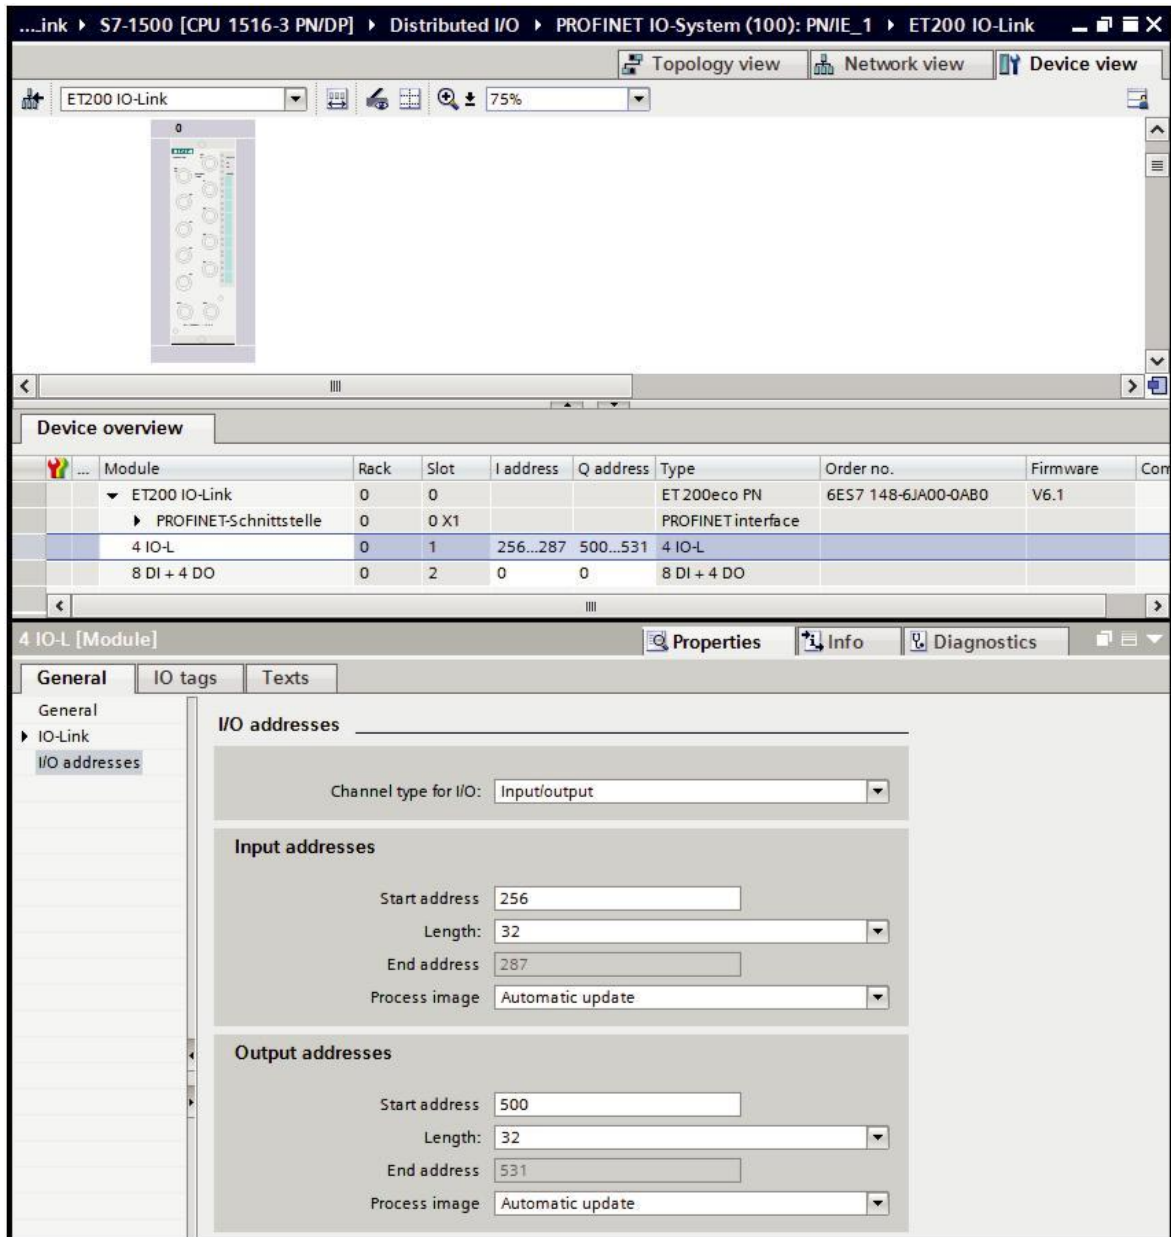 ..._ink ▸ S7-1500 [CPU 1516-3 PN/DP] ▸ Distributed I/O ▸ PROFINET IO-System (100): PN/IE_1 ▸ ET200 IO-Link
Topology view Network view Device view
ET200 IO-Link 75%
0
Device overview
... Module Rack Slot I address Q address Type Order no. Firmware Com
ET200 IO-Link 0 0 ET 200eco PN 6ES7 148-6JA00-0AB0 V6.1
PROFINET-Schnittstelle 0 0 X1 PROFINET interface
4 IO-L 0 1 256...287 500...531 4 IO-L
8 DI + 4 DO 0 2 0 0 8 DI + 4 DO
4 IO-L [Module] Properties Info Diagnostics
General IO tags Texts
General
IO-Link
I/O addresses
I/O addresses
Channel type for I/O: Input/output
Input addresses
Start address 256
Length: 32
End address 287
Process image Automatic update
Output addresses
Start address 500
Length: 32
End address 531
Process image Automatic update